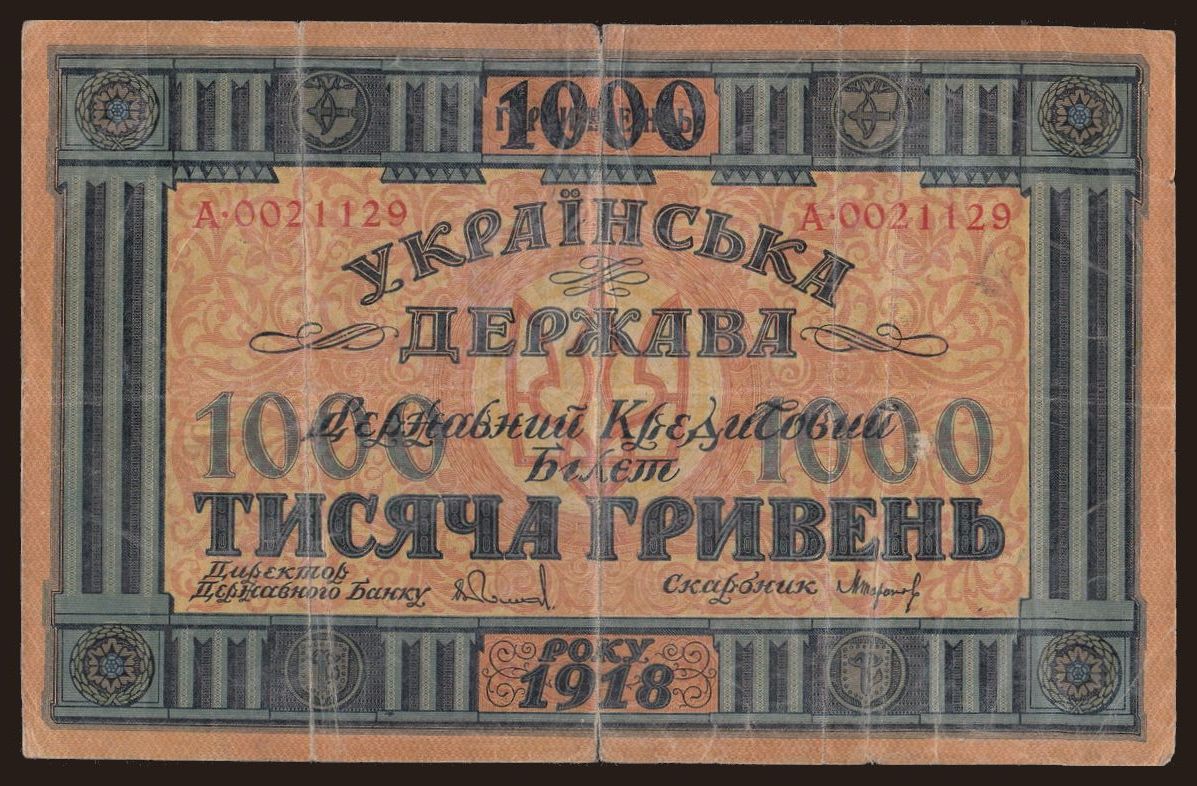 1000
ГРИВЕНЬ
А·0021129 А·0021129
УКРАЇНСЬКА
ДЕРЖАВА
1000 1000
Державний Кредитовий
Білет
ТИСЯЧА ГРИВЕНЬ
Директор
Державного Банку
Скарбник
РОКУ
1918